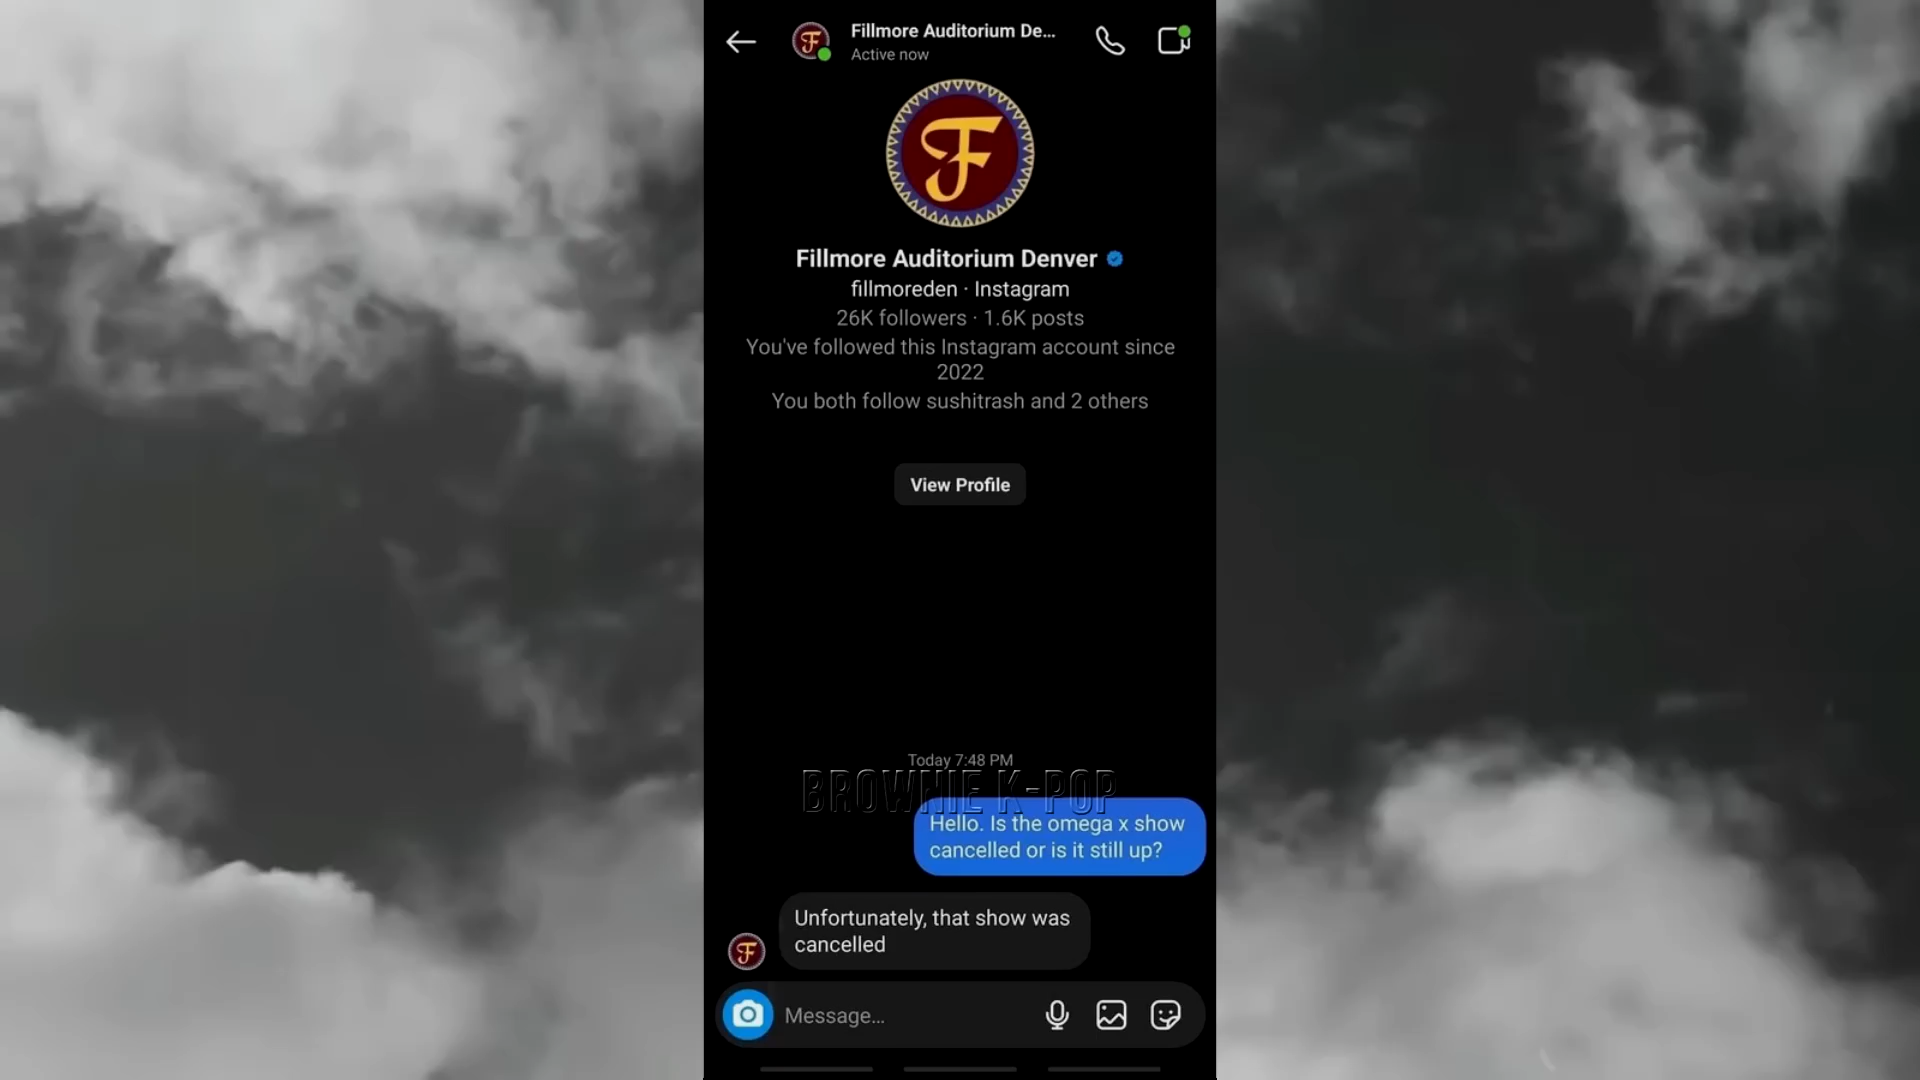 Fillmore Auditorium De...
Active now
F
Fillmore Auditorium Denver
fillmoreden · Instagram
26K followers · 1.6K posts
You've followed this Instagram account since
2022
You both follow sushitrash and 2 others
View Profile
Today 7:48 PM
BROWNIE K-POP
Hello. Is the omega x show
cancelled or is it still up?
Unfortunately, that show was
cancelled
Message...